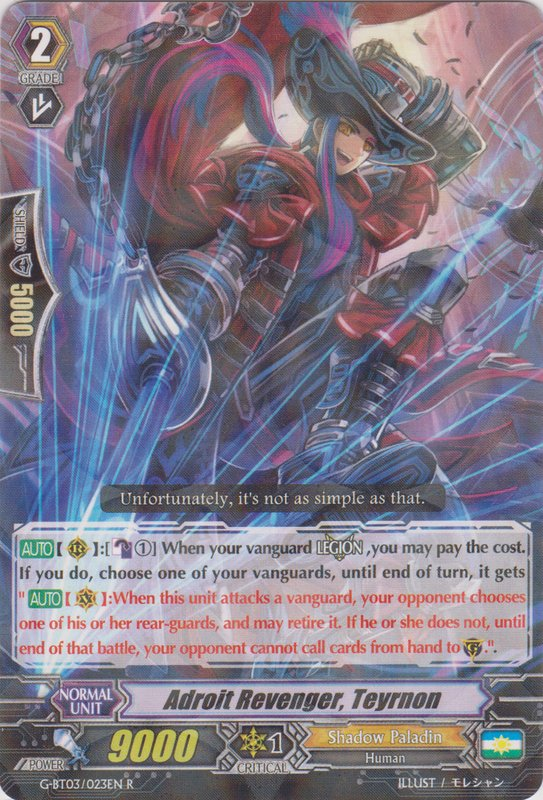 2
GRADE
SHIELD
5000
Unfortunately, it's not as simple as that.
AUTO【 R 】:[ ①] When your vanguard LEGION ,you may pay the cost.
If you do, choose one of your vanguards, until end of turn, it gets
" AUTO【 V 】:When this unit attacks a vanguard, your opponent chooses
one of his or her rear-guards, and may retire it. If he or she does not, until
end of that battle, your opponent cannot call cards from hand to G.".
NORMAL
UNIT
Adroit Revenger, Teyrnon
POWER
9000
1
CRITICAL
Shadow Paladin
Human
G-BT03/023EN R
ILLUST / モレシャン